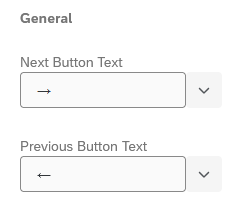 General
Next Button Text
→
Previous Button Text
←